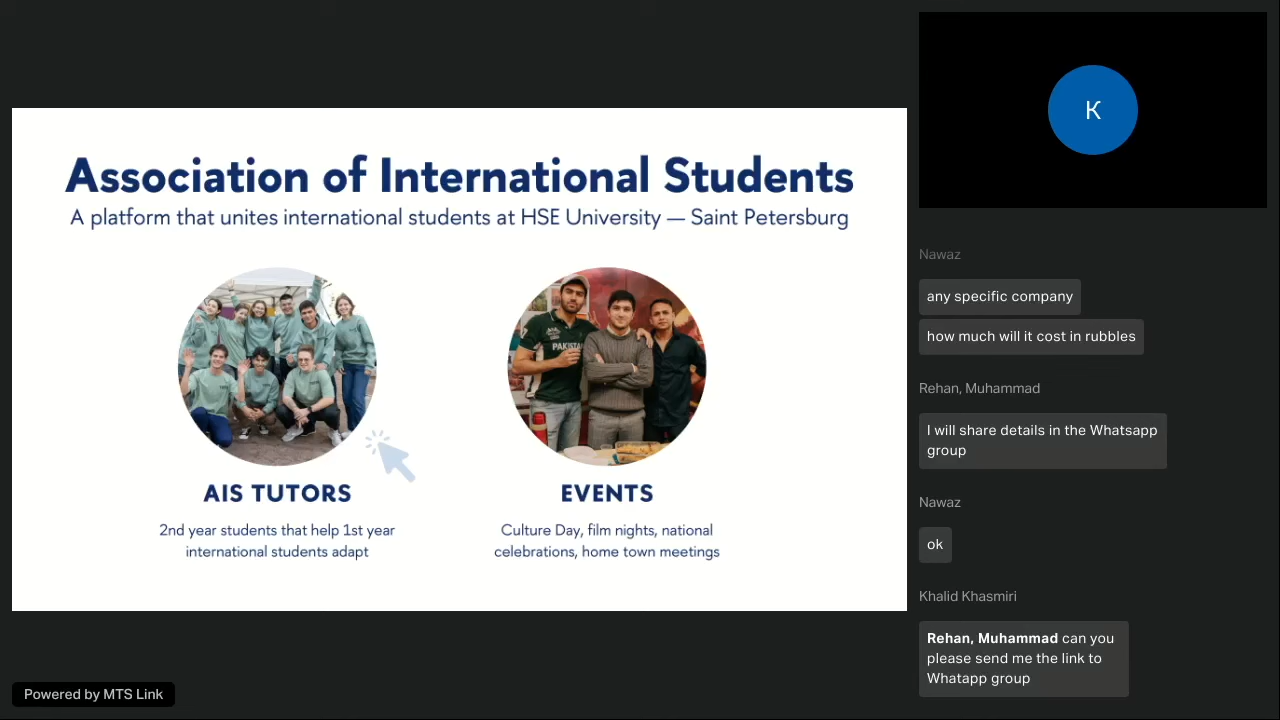 Association of International Students
A platform that unites international students at HSE University — Saint Petersburg
PAKISTAN
AIS TUTORS
2nd year students that help 1st year
international students adapt
EVENTS
Culture Day, film nights, national
celebrations, home town meetings
Powered by MTS Link
K
Nawaz
any specific company
how much will it cost in rubbles
Rehan, Muhammad
I will share details in the Whatsapp
group
Nawaz
ok
Khalid Khasmiri
Rehan, Muhammad can you
please send me the link to
Whatapp group